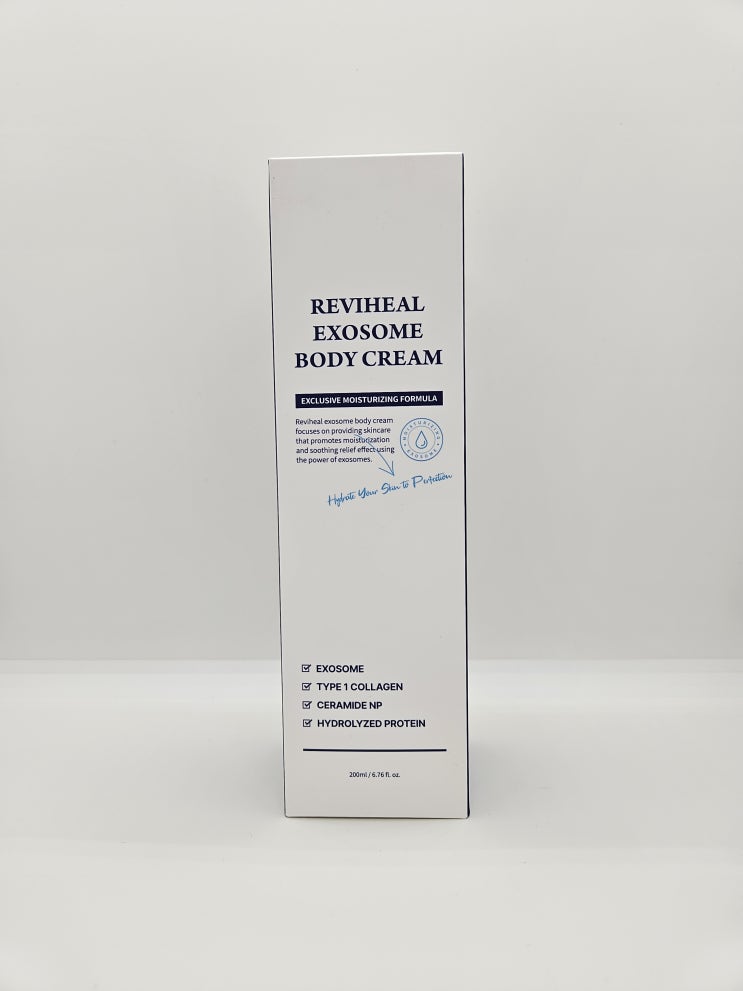 REVIHEAL
EXOSOME
BODY CREAM
EXCLUSIVE MOISTURIZING FORMULA
Reviheal exosome body cream
focuses on providing skincare
that promotes moisturization
and soothing relief effect using
the power of exosomes.
MOISTURIZING
EXOSOME
Hydrate Your Skin to Perfection
EXOSOME
TYPE 1 COLLAGEN
CERAMIDE NP
HYDROLYZED PROTEIN
200ml / 6.76 fl. oz.